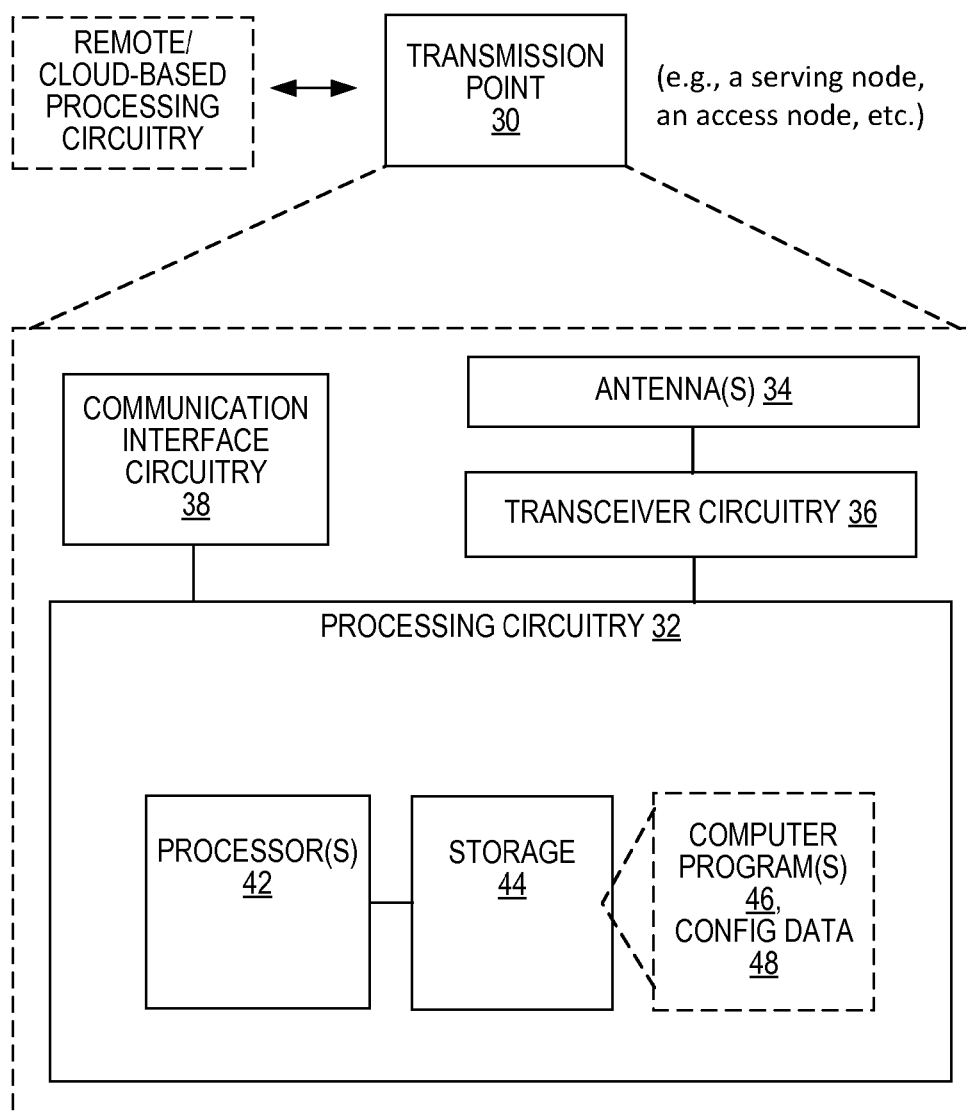 REMOTE/
CLOUD-BASED
PROCESSING
CIRCUITRY
TRANSMISSION
POINT
30
(e.g., a serving node,
an access node, etc.)
COMMUNICATION
INTERFACE
CIRCUITRY
38
ANTENNA(S) 34
TRANSCEIVER CIRCUITRY 36
PROCESSING CIRCUITRY 32
PROCESSOR(S)
42
STORAGE
44
COMPUTER
PROGRAM(S)
46,
CONFIG DATA
48